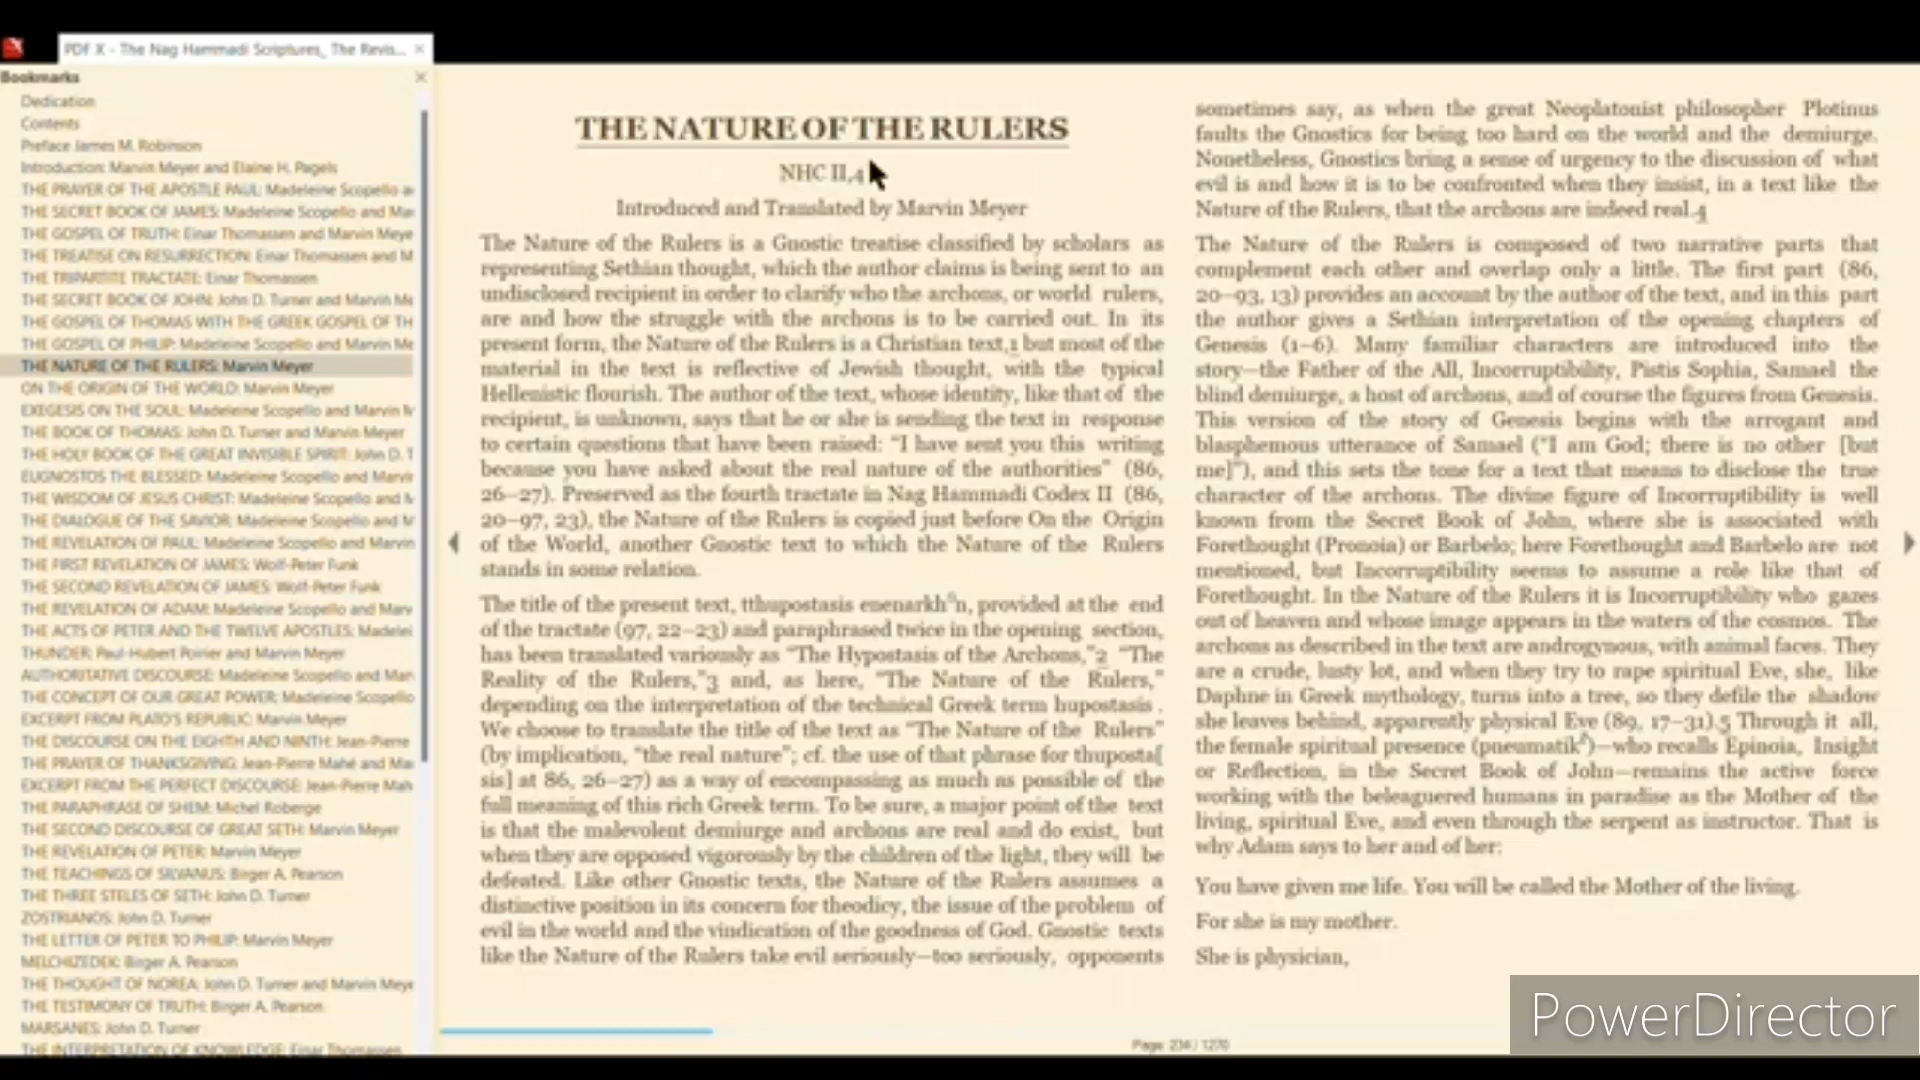 PDF X - The Nag Hammadi Scriptures_ The Revis...
Bookmarks
Dedication
Contents
Preface James M. Robinson
Introduction: Marvin Meyer and Elaine H. Pagels
THE PRAYER OF THE APOSTLE PAUL: Madeleine Scopello a
THE SECRET BOOK OF JAMES: Madeleine Scopello and Ma
THE GOSPEL OF TRUTH: Einar Thomassen and Marvin Meye
THE TREATISE ON RESURRECTION: Einar Thomassen and M
THE TRIPARTITE TRACTATE: Einar Thomassen
THE SECRET BOOK OF JOHN: John D. Turner and Marvin Me
THE GOSPEL OF THOMAS WITH THE GREEK GOSPEL OF TH
THE GOSPEL OF PHILIP: Madeleine Scopello and Marvin Me
THE NATURE OF THE RULERS: Marvin Meyer
ON THE ORIGIN OF THE WORLD: Marvin Meyer
EXEGESIS ON THE SOUL: Madeleine Scopello and Marvin M
THE BOOK OF THOMAS: John D. Turner and Marvin Meyer
THE HOLY BOOK OF THE GREAT INVISIBLE SPIRIT: John D. T
EUGNOSTOS THE BLESSED: Madeleine Scopello and Marvin
THE WISDOM OF JESUS CHRIST: Madeleine Scopello and M
THE DIALOGUE OF THE SAVIOR: Madeleine Scopello and M
THE REVELATION OF PAUL: Madeleine Scopello and Marvin
THE FIRST REVELATION OF JAMES: Wolf-Peter Funk
THE SECOND REVELATION OF JAMES: Wolf-Peter Funk
THE REVELATION OF ADAM: Madeleine Scopello and Marv
THE ACTS OF PETER AND THE TWELVE APOSTLES: Madelei
THUNDER: Paul-Hubert Poirier and Marvin Meyer
AUTHORITATIVE DISCOURSE: Madeleine Scopello and Mar
THE CONCEPT OF OUR GREAT POWER: Madeleine Scopello
EXCERPT FROM PLATO'S REPUBLIC: Marvin Meyer
THE DISCOURSE ON THE EIGHTH AND NINTH: Jean-Pierre
THE PRAYER OF THANKSGIVING: Jean-Pierre Mahé and Ma
EXCERPT FROM THE PERFECT DISCOURSE: Jean-Pierre Mah
THE PARAPHRASE OF SHEM: Michel Roberge
THE SECOND DISCOURSE OF GREAT SETH: Marvin Meyer
THE REVELATION OF PETER: Marvin Meyer
THE TEACHINGS OF SILVANUS: Birger A. Pearson
THE THREE STELES OF SETH: John D. Turner
ZOSTRIANOS: John D. Turner
THE LETTER OF PETER TO PHILIP: Marvin Meyer
MELCHIZEDEK: Birger A. Pearson
THE THOUGHT OF NOREA: John D. Turner and Marvin Meye
THE TESTIMONY OF TRUTH: Birger A. Pearson
MARSANES: John D. Turner
THE INTERPRETATION OF KNOWLEDGE: Einar Thomassen
THE NATURE OF THE RULERS
NHC II,4
Introduced and Translated by Marvin Meyer
The Nature of the Rulers is a Gnostic treatise classified by scholars as
representing Sethian thought, which the author claims is being sent to an
undisclosed recipient in order to clarify who the archons, or world rulers,
are and how the struggle with the archons is to be carried out. In its
present form, the Nature of the Rulers is a Christian text,1 but most of the
material in the text is reflective of Jewish thought, with the typical
Hellenistic flourish. The author of the text, whose identity, like that of the
recipient, is unknown, says that he or she is sending the text in response
to certain questions that have been raised: “I have sent you this writing
because you have asked about the real nature of the authorities” (86,
26–27). Preserved as the fourth tractate in Nag Hammadi Codex II (86,
20–97, 23), the Nature of the Rulers is copied just before On the Origin
of the World, another Gnostic text to which the Nature of the Rulers
stands in some relation.
The title of the present text, tthupostasis enenarkhōn, provided at the end
of the tractate (97, 22–23) and paraphrased twice in the opening section,
has been translated variously as “The Hypostasis of the Archons,”2 “The
Reality of the Rulers,”3 and, as here, “The Nature of the Rulers,”
depending on the interpretation of the technical Greek term hupostasis .
We choose to translate the title of the text as “The Nature of the Rulers”
(by implication, “the real nature”; cf. the use of that phrase for thuposta[
sis] at 86, 26–27) as a way of encompassing as much as possible of the
full meaning of this rich Greek term. To be sure, a major point of the text
is that the malevolent demiurge and archons are real and do exist, but
when they are opposed vigorously by the children of the light, they will be
defeated. Like other Gnostic texts, the Nature of the Rulers assumes a
distinctive position in its concern for theodicy, the issue of the problem of
evil in the world and the vindication of the goodness of God. Gnostic texts
like the Nature of the Rulers take evil seriously—too seriously, opponents
sometimes say, as when the great Neoplatonist philosopher Plotinus
faults the Gnostics for being too hard on the world and the demiurge.
Nonetheless, Gnostics bring a sense of urgency to the discussion of what
evil is and how it is to be confronted when they insist, in a text like the
Nature of the Rulers, that the archons are indeed real.4
The Nature of the Rulers is composed of two narrative parts that
complement each other and overlap only a little. The first part (86,
20–93, 13) provides an account by the author of the text, and in this part
the author gives a Sethian interpretation of the opening chapters of
Genesis (1–6). Many familiar characters are introduced into the
story—the Father of the All, Incorruptibility, Pistis Sophia, Samael the
blind demiurge, a host of archons, and of course the figures from Genesis.
This version of the story of Genesis begins with the arrogant and
blasphemous utterance of Samael (“I am God; there is no other [but
me]”), and this sets the tone for a text that means to disclose the true
character of the archons. The divine figure of Incorruptibility is well
known from the Secret Book of John, where she is associated with
Forethought (Pronoia) or Barbelo; here Forethought and Barbelo are not
mentioned, but Incorruptibility seems to assume a role like that of
Forethought. In the Nature of the Rulers it is Incorruptibility who gazes
out of heaven and whose image appears in the waters of the cosmos. The
archons as described in the text are androgynous, with animal faces. They
are a crude, lusty lot, and when they try to rape spiritual Eve, she, like
Daphne in Greek mythology, turns into a tree, so they defile the shadow
she leaves behind, apparently physical Eve (89, 17–31).5 Through it all,
the female spiritual presence (pneumatikē)—who recalls Epinoia, Insight
or Reflection, in the Secret Book of John—remains the active force
working with the beleaguered humans in paradise as the Mother of the
living, spiritual Eve, and even through the serpent as instructor. That is
why Adam says to her and of her:
You have given me life. You will be called the Mother of the living.
For she is my mother.
She is physician,
Page: 234 / 1270
PowerDirector